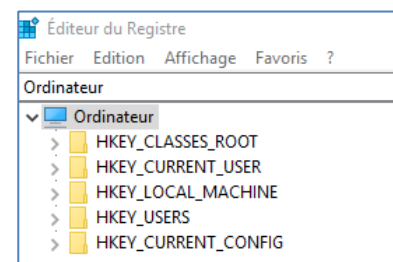 Éditeur du Registre
Fichier Edition Affichage Favoris ?
Ordinateur
Ordinateur
HKEY_CLASSES_ROOT
HKEY_CURRENT_USER
HKEY_LOCAL_MACHINE
HKEY_USERS
HKEY_CURRENT_CONFIG